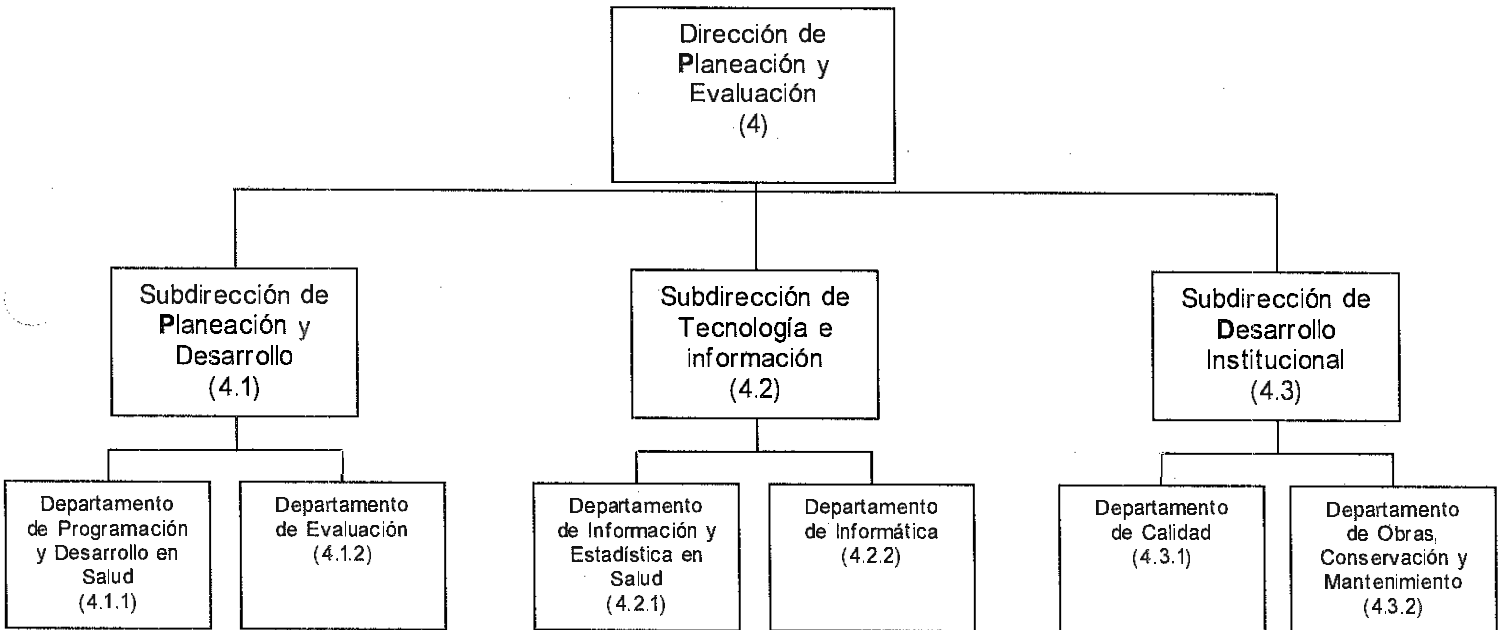 Dirección de
Planeación y
Evaluación
(4)
Subdirección de
Planeación y
Desarrollo
(4.1)
Subdirección de
Tecnología e
información
(4.2)
Subdirección de
Desarrollo
Institucional
(4.3)
Departamento
de Programación
y Desarrollo en
Salud
(4.1.1)
Departamento
de Evaluación
(4.1.2)
Departamento
de Información y
Estadística en
Salud
(4.2.1)
Departamento
de Informática
(4.2.2)
Departamento
de Calidad
(4.3.1)
Departamento
de Obras,
Conservación y
Mantenimiento
(4.3.2)